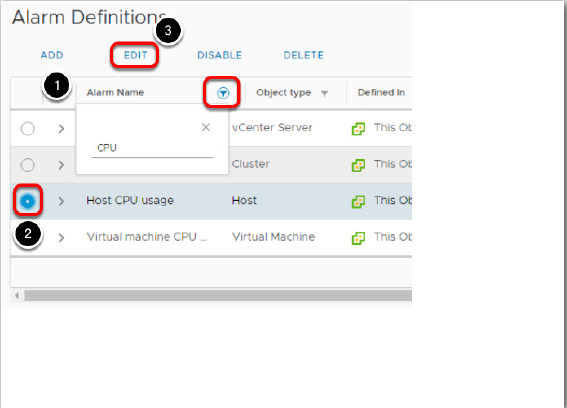 Alarm Definitions
3
ADD EDIT DISABLE DELETE
1
Alarm Name Object type Defined In
vCenter Server This Ob
CPU
Cluster This Ob
Host CPU usage Host This Ob
2
Virtual machine CPU ... Virtual Machine This Ob